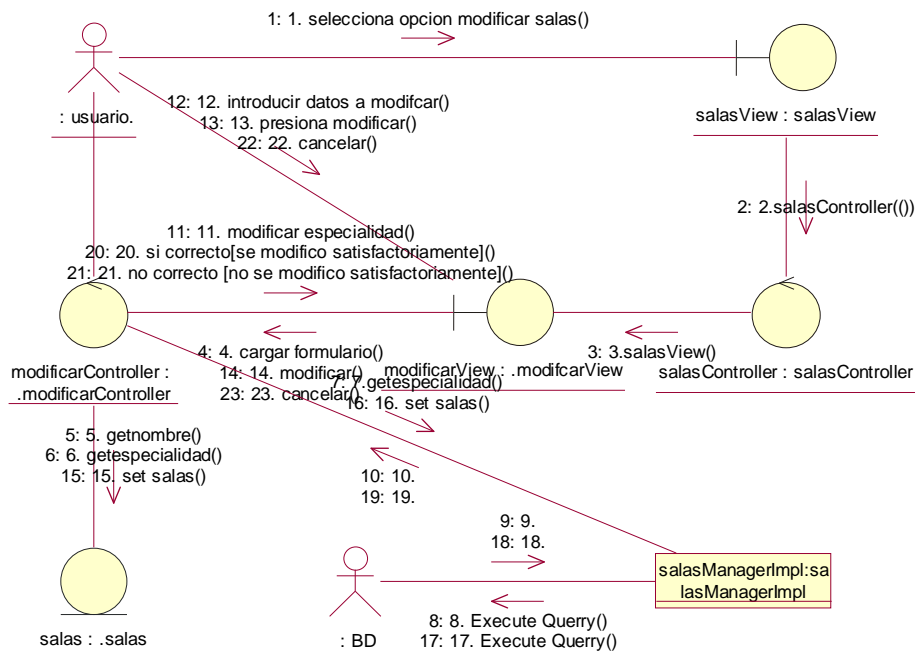 1: 1. selecciona opcion modificar salas()
: usuario.
salasView : salasView
12: 12. introducir datos a modifcar()
13: 13. presiona modificar()
22: 22. cancelar()
2: 2.salasController(())
11: 11. modificar especialidad()
20: 20. si correcto[se modifico satisfactoriamente]()
21: 21. no correcto [no se modifico satisfactoriamente]()
modificarController :
.modificarController
4: 4. cargar formulario()
14: 14. modificar()
23: 23. cancelar()
modificarView : .modifcarView
3: 3.salasView()
salasController : salasController
7: 7.getespecialidad()
16: 16. set salas()
5: 5. getnombre()
6: 6. getespecialidad()
15: 15. set salas()
10: 10.
19: 19.
9: 9.
18: 18.
salasManagerImpl:sa
lasManagerImpl
salas : .salas
: BD
8: 8. Execute Querry()
17: 17. Execute Querry()